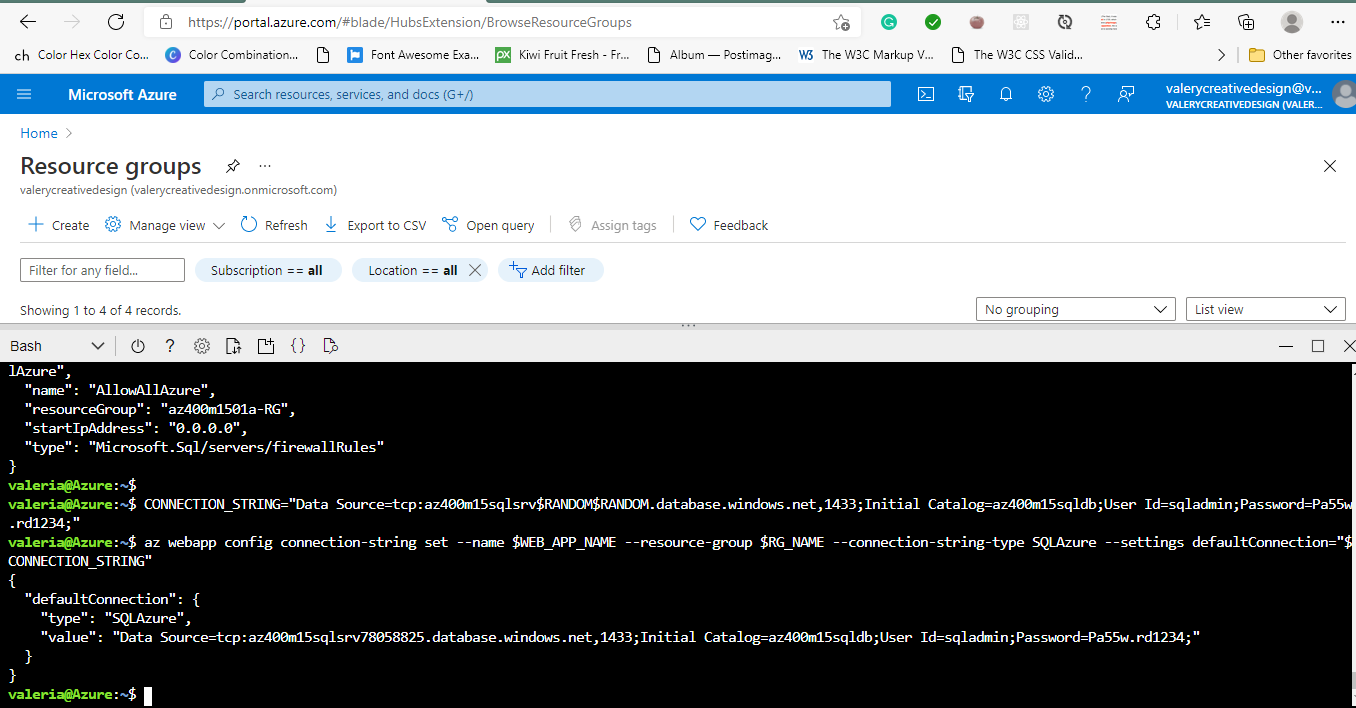 https://portal.azure.com/#blade/HubsExtension/BrowseResourceGroups
ch Color Hex Color Co... C Color Combination... Font Awesome Exa... px Kiwi Fruit Fresh - Fr... Album — Postimag... W3 The W3C Markup V... The W3C CSS Valid... Other favorites
Microsoft Azure Search resources, services, and docs (G+/) valerycreativedesign@v...
VALERYCREATIVEDESIGN (VALER...
Home >
Resource groups ...
valerycreativedesign (valerycreativedesign.onmicrosoft.com)
Create Manage view Refresh Export to CSV Open query Assign tags Feedback
Filter for any field... Subscription == all Location == all Add filter
Showing 1 to 4 of 4 records. No grouping List view
Bash ? {}
lAzure",
"name": "AllowAllAzure",
"resourceGroup": "az400m1501a-RG",
"startIpAddress": "0.0.0.0",
"type": "Microsoft.Sql/servers/firewallRules"
}
valeria@Azure:~$
valeria@Azure:~$ CONNECTION_STRING="Data Source=tcp:az400m15sqlsrv$RANDOM$RANDOM.database.windows.net,1433;Initial Catalog=az400m15sqldb;User Id=sqladmin;Password=Pa55w
.rd1234;"
valeria@Azure:~$ az webapp config connection-string set --name $WEB_APP_NAME --resource-group $RG_NAME --connection-string-type SQLAzure --settings defaultConnection="$
CONNECTION_STRING"
{
"defaultConnection": {
"type": "SQLAzure",
"value": "Data Source=tcp:az400m15sqlsrv78058825.database.windows.net,1433;Initial Catalog=az400m15sqldb;User Id=sqladmin;Password=Pa55w.rd1234;"
}
}
valeria@Azure:~$